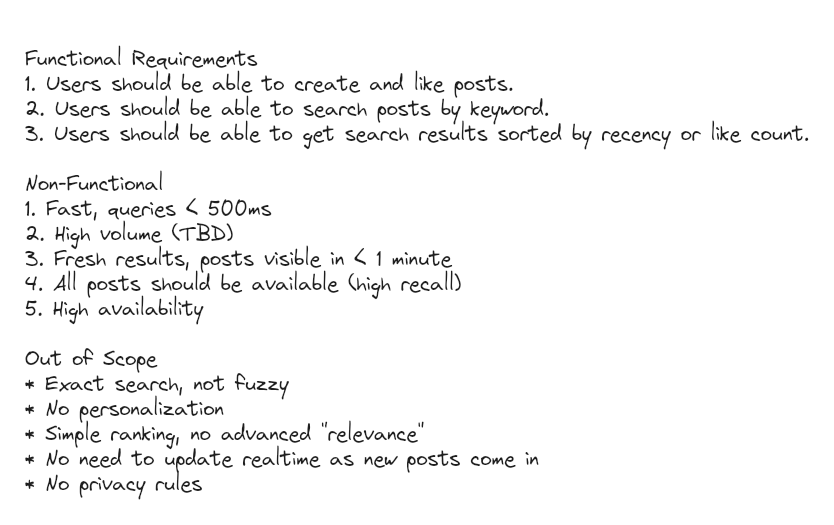 Functional Requirements
1. Users should be able to create and like posts.
2. Users should be able to search posts by keyword.
3. Users should be able to get search results sorted by recency or like count.
Non-Functional
1. Fast, queries < 500ms
2. High volume (TBD)
3. Fresh results, posts visible in < 1 minute
4. All posts should be available (high recall)
5. High availability
Out of Scope
* Exact search, not fuzzy
* No personalization
* Simple ranking, no advanced "relevance"
* No need to update realtime as new posts come in
* No privacy rules